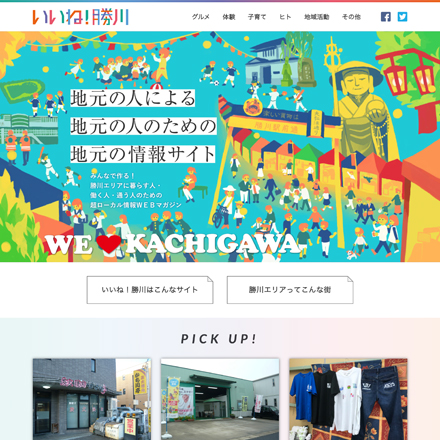 いいね！勝川
グルメ 体験 子育て ヒト 地域活動 その他
地元の人による
地元の人のための
地元の情報サイト
みんなで作る！
勝川エリアに暮らす人・
働く人・通う人のための
超ローカル情報WEBマガジン
WE KACHIGAWA
いいね！勝川はこんなサイト
勝川エリアってこんな街
PICK UP!